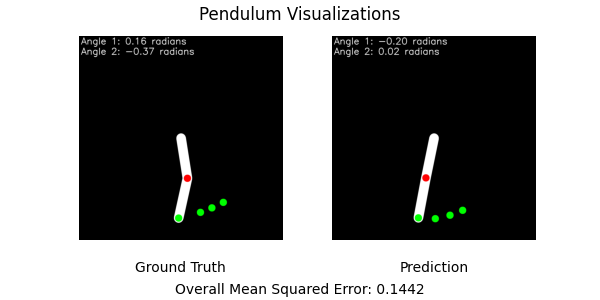 Pendulum Visualizations
Angle 1: 0.16 radians
Angle 2: −0.37 radians
Angle 1: −0.20 radians
Angle 2: 0.02 radians
Ground Truth
Prediction
Overall Mean Squared Error: 0.1442